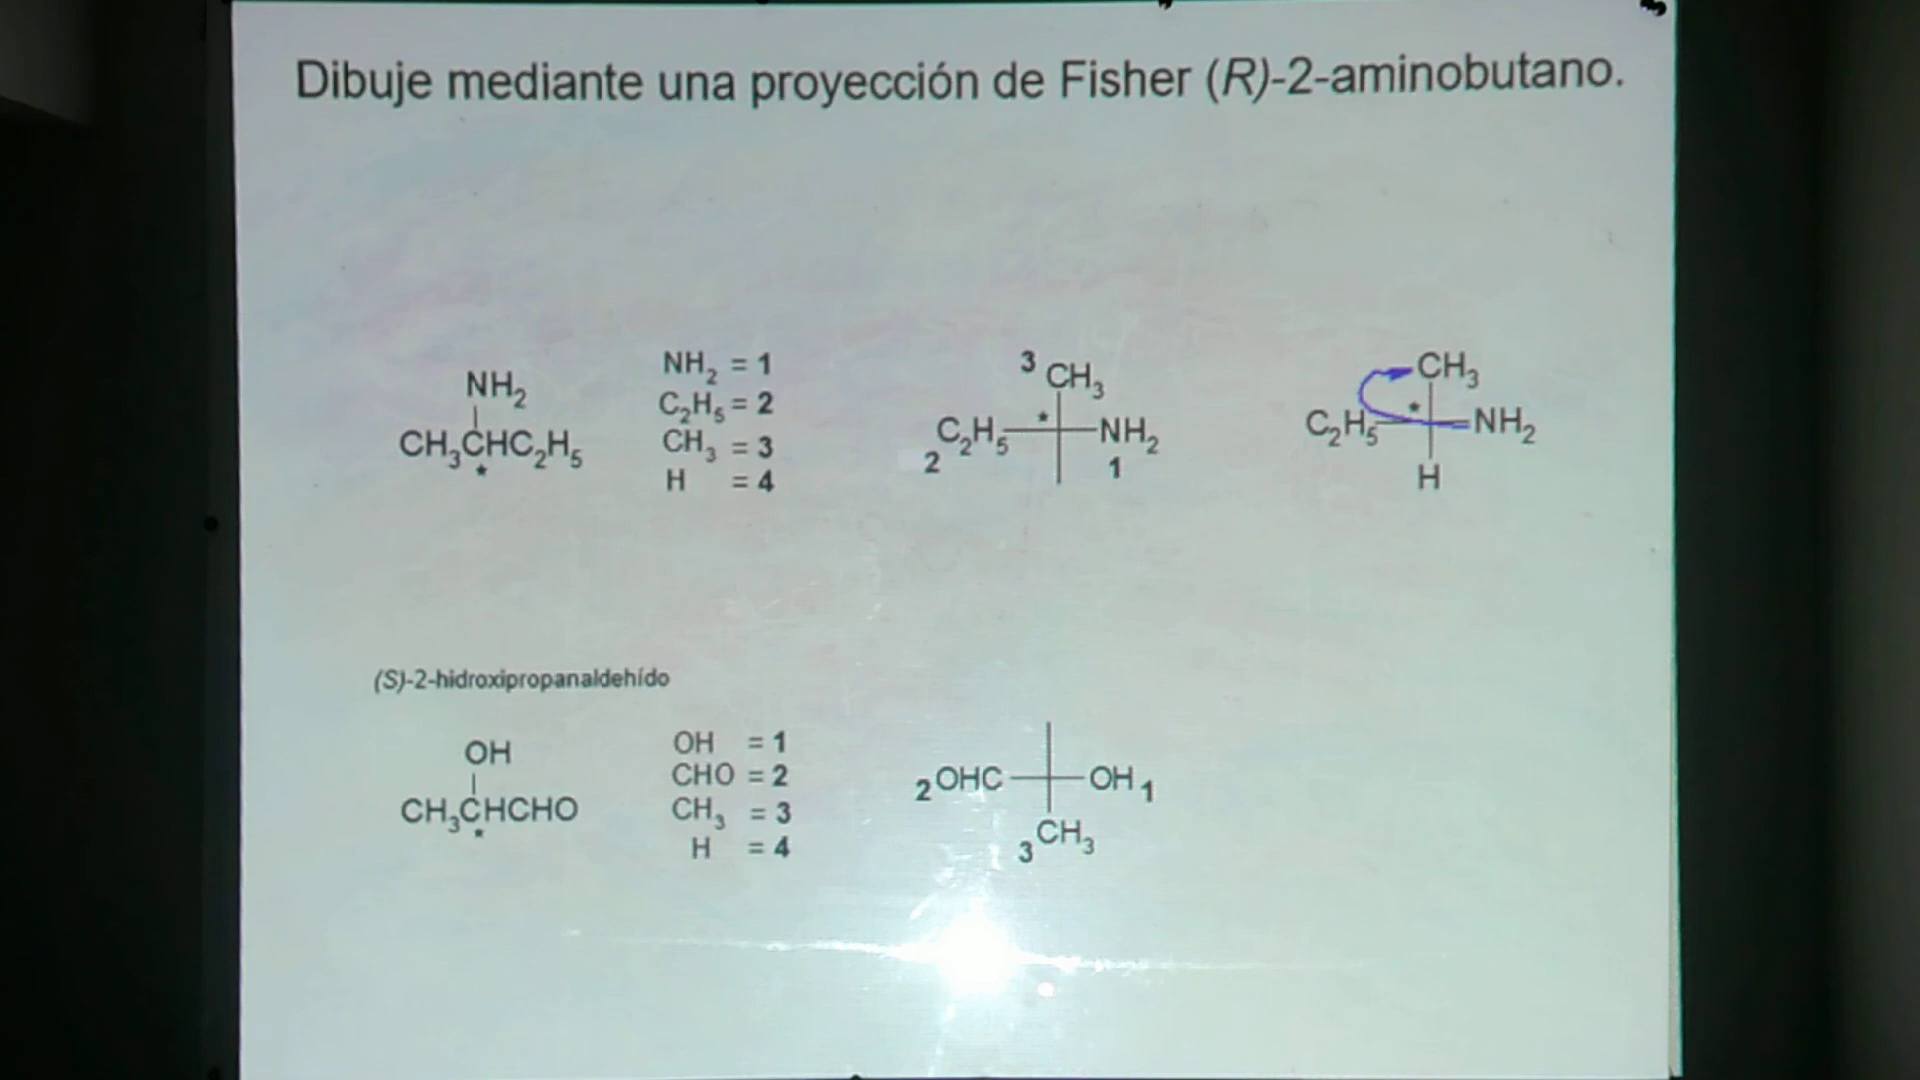 Dibuje mediante una proyección de Fisher (R)-2-aminobutano.
NH2
CH3CHC2H5
*
NH2 = 1
C2H5 = 2
CH3 = 3
H = 4
3 CH3
2 C2H5 * NH2 1
CH3
C2H5 * NH2
H
(S)-2-hidroxipropanaldehído
OH
CH3CHCHO
*
OH = 1
CHO = 2
CH3 = 3
H = 4
2 OHC OH 1
3 CH3